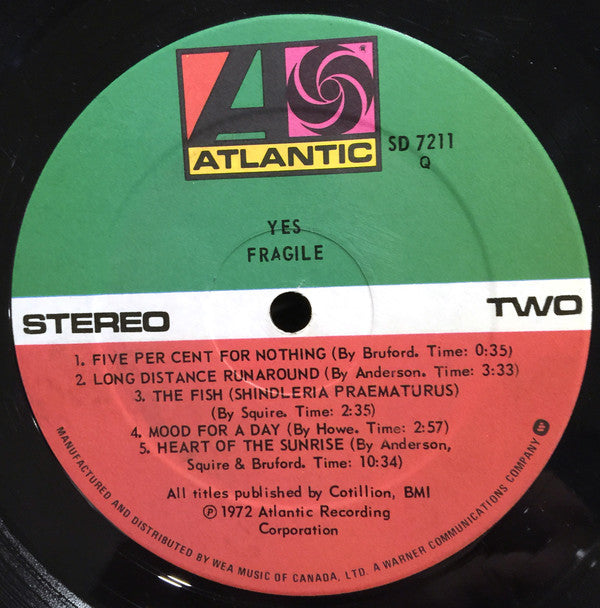 ATLANTIC
SD 7211
Q
YES
FRAGILE
STEREO
TWO
1. FIVE PER CENT FOR NOTHING (By Bruford. Time: 0:35)
2. LONG DISTANCE RUNAROUND (By Anderson. Time: 3:33)
3. THE FISH (SHINDLERIA PRAEMATURUS)
(By Squire. Time: 2:35)
4. MOOD FOR A DAY (By Howe. Time: 2:57)
5. HEART OF THE SUNRISE (By Anderson,
Squire & Bruford. Time: 10:34)
All titles published by Cotillion, BMI
Ⓟ 1972 Atlantic Recording
Corporation
MANUFACTURED AND DISTRIBUTED BY WEA MUSIC OF CANADA, LTD. A WARNER COMMUNICATIONS COMPANY